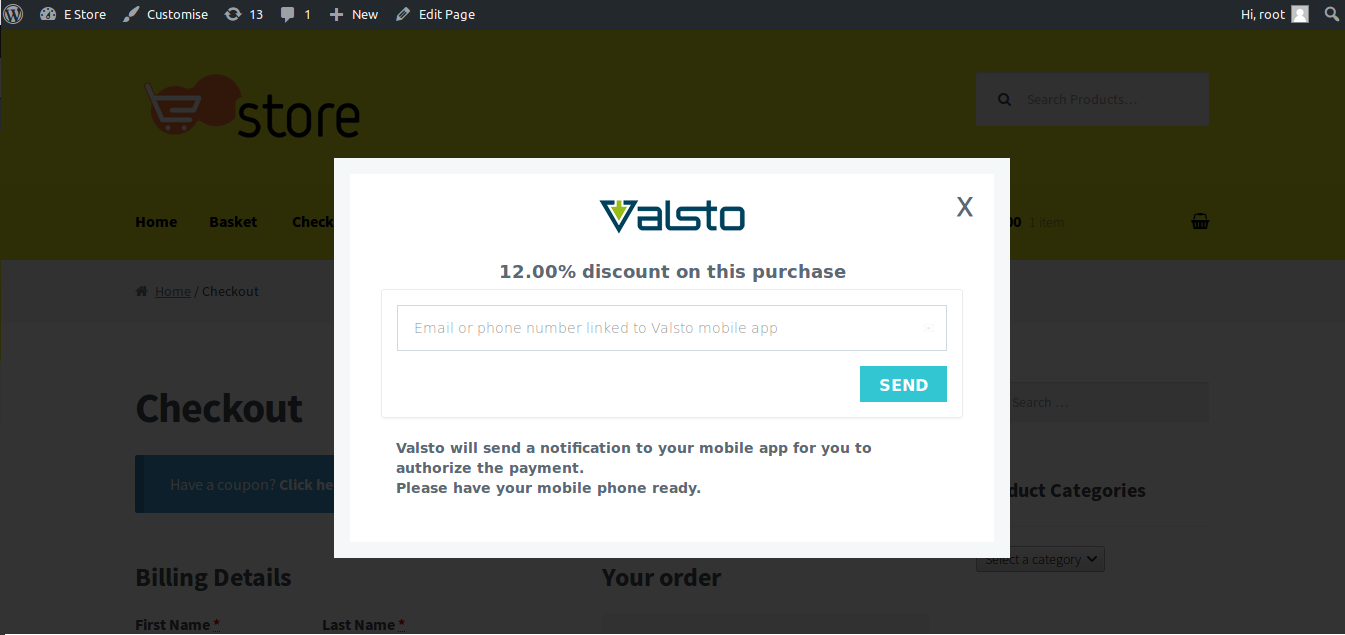 E Store Customise 13 1 New Edit Page Hi, root
store
Search Products...
Valsto X
Home Basket Check 00 1 item
12.00% discount on this purchase
Home / Checkout
Email or phone number linked to Valsto mobile app
SEND
Checkout
Search ...
Valsto will send a notification to your mobile app for you to
authorize the payment.
Please have your mobile phone ready.
Have a coupon? Click he
duct Categories
Select a category
Billing Details
Your order
First Name * Last Name *